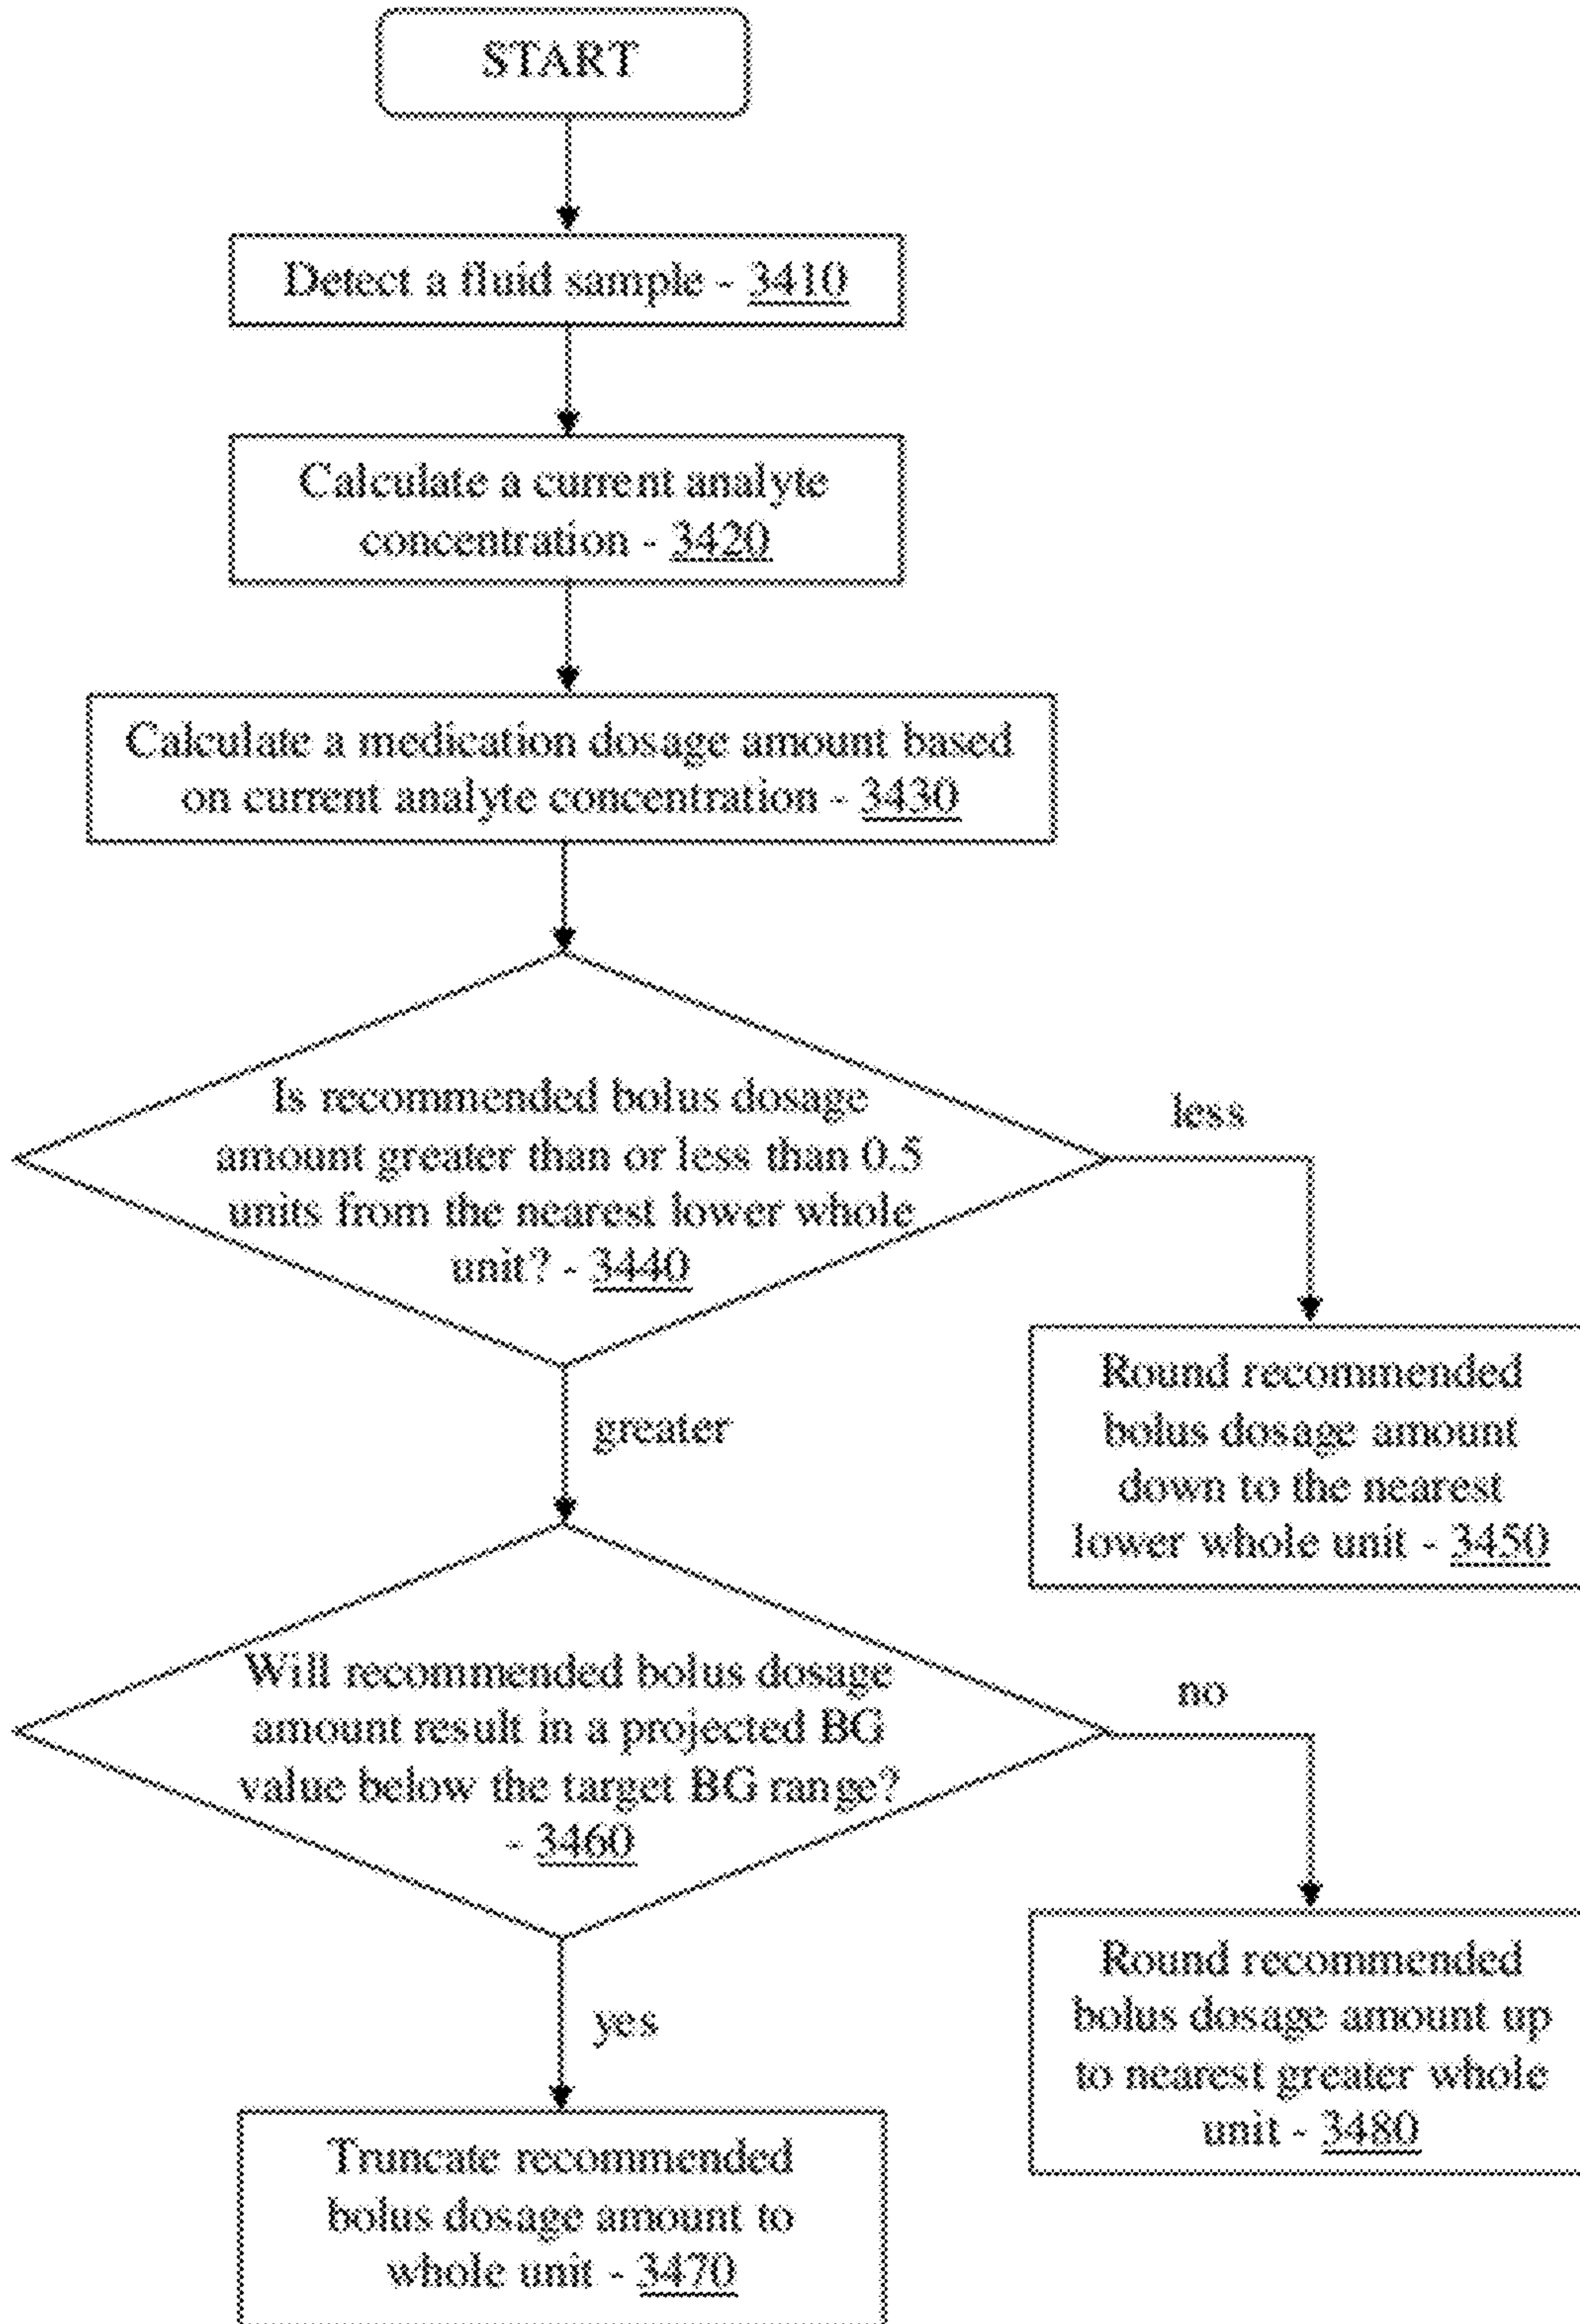 START
Detect a fluid sample - 3410
Calculate a current analyte
concentration - 3420
Calculate a medication dosage amount based
on current analyte concentration - 3430
Is recommended bolus dosage
amount greater than or less than 0.5
units from the nearest lower whole
unit? - 3440
less
Round recommended
bolus dosage amount
down to the nearest
lower whole unit - 3450
greater
Will recommended bolus dosage
amount result in a projected BG
value below the target BG range?
- 3460
no
Round recommended
bolus dosage amount up
to nearest greater whole
unit - 3480
yes
Truncate recommended
bolus dosage amount to
whole unit - 3470